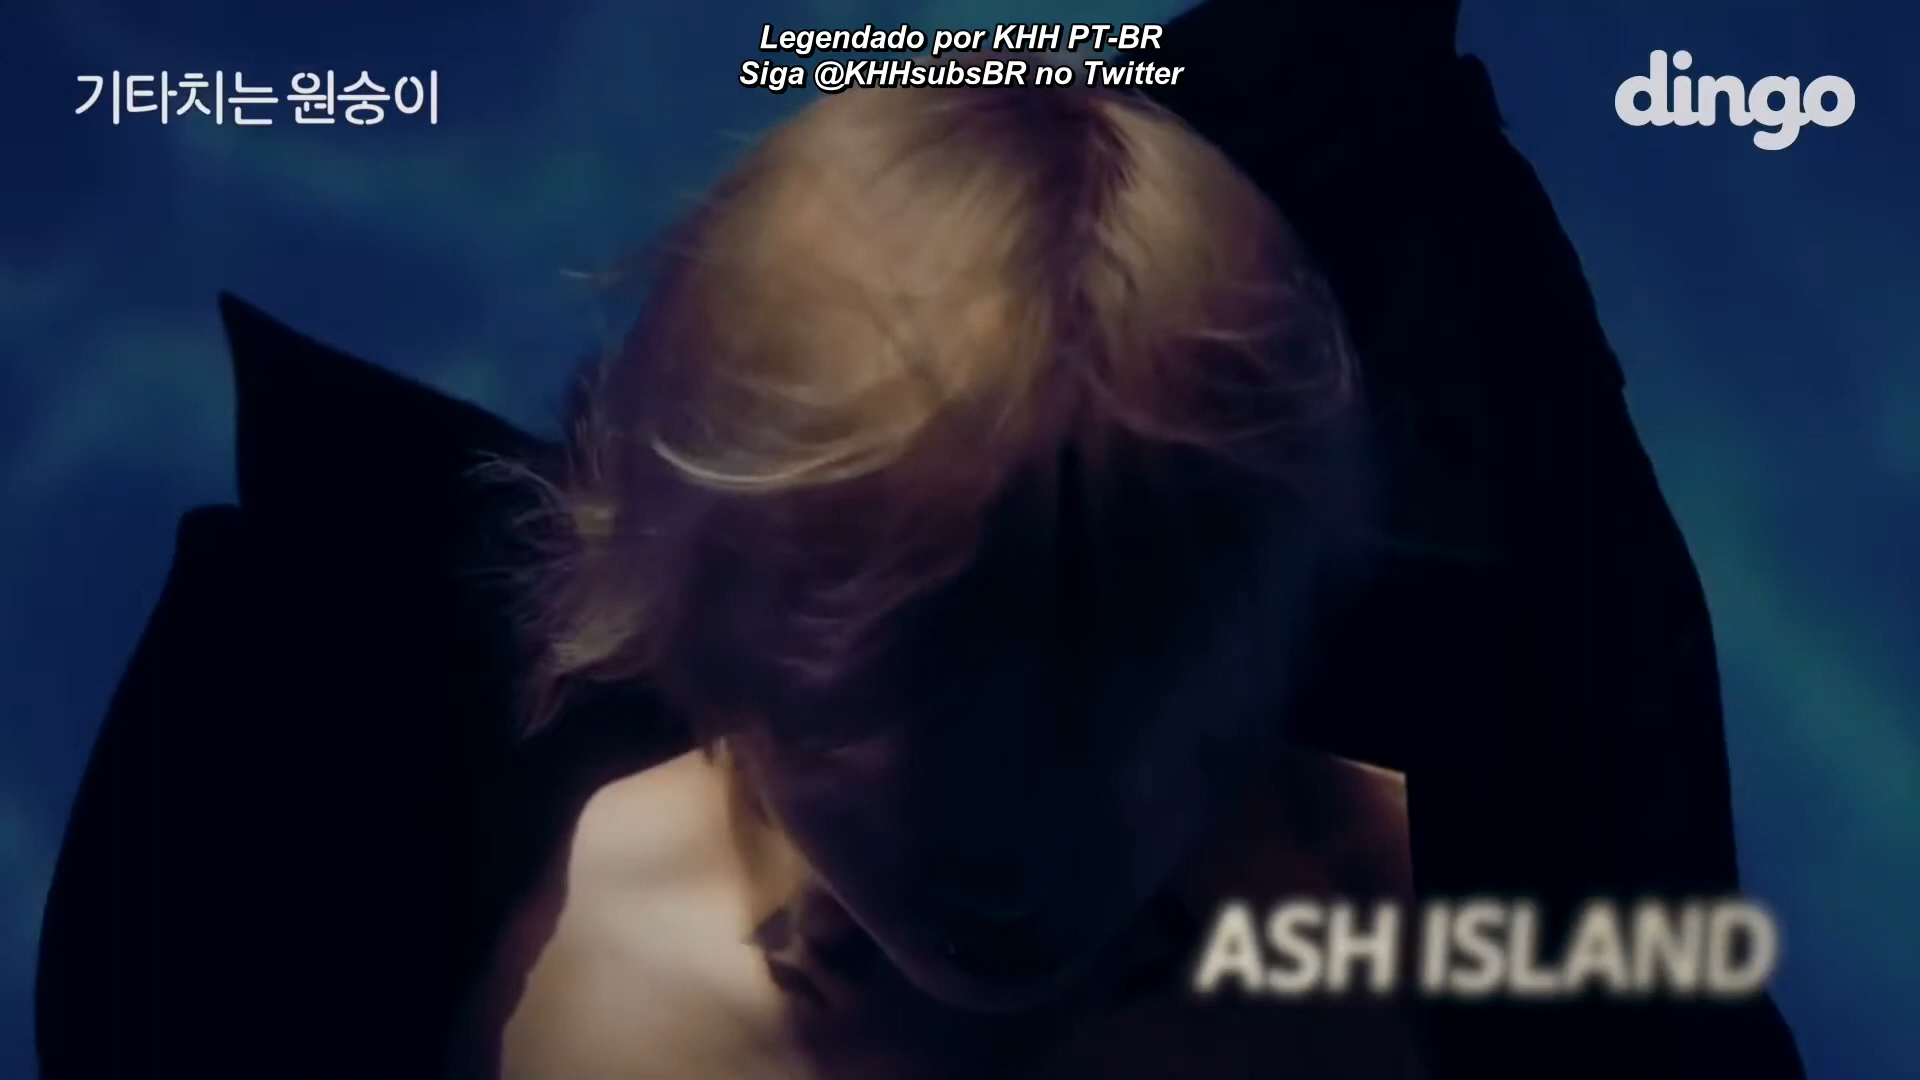 Legendado por KHH PT-BR
Siga @KHHsubsBR no Twitter
기타치는 원숭이
dingo
ASH ISLAND